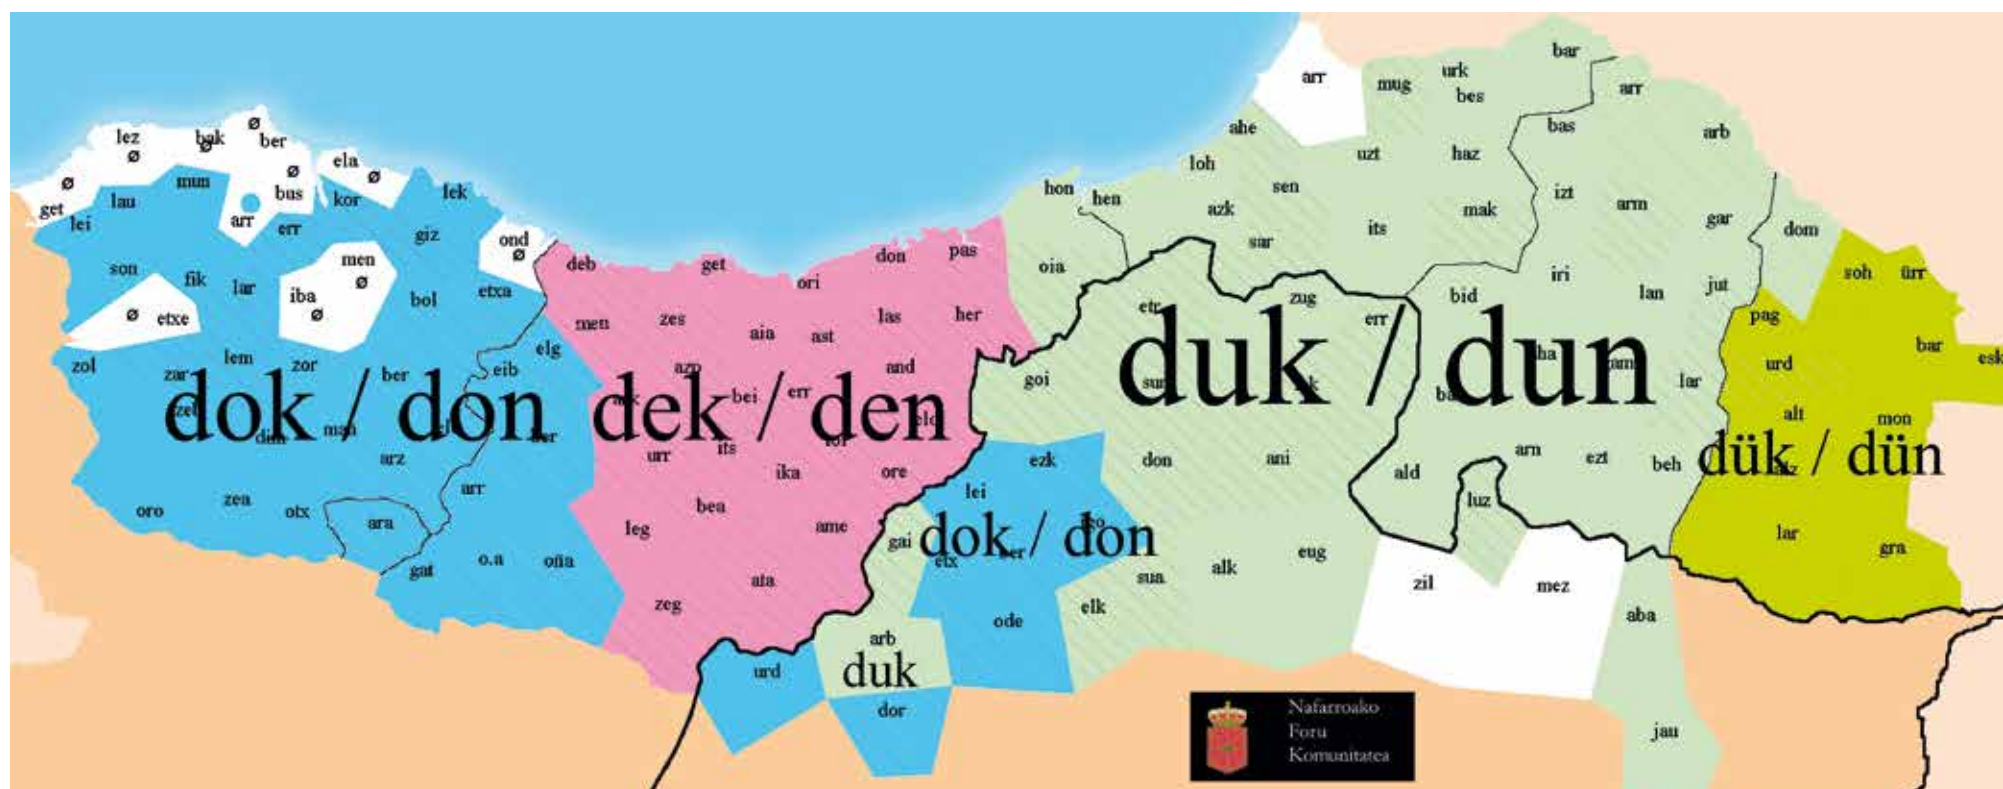 bar
urk
arr
mug
bes
arr
lez
bak
ø
ber
ahe
bas
arb
ø
ela
loh
uzt
haz
ø
mun
ø
ø
get
lau
bus
kor
lek
hon
hen
sen
izt
lei
arr
err
giz
azk
mak
arm
gar
ond
ø
sar
its
dom
son
fik
lar
men
ø
deb
get
ori
don
pas
oia
soh
ürr
iba
ø
bol
etxa
zug
bid
iri
lan
jut
ø
etxe
men
zes
aia
ast
las
her
err
pag
zol
lem
zor
elg
eib
and
goi
urd
bar
esk
zar
ber
bei
err
lar
dok / don
dek / den
duk / dun
alt
mon
arz
urr
its
ika
ore
ezk
don
ani
ald
arn
ezt
beh
dük / dün
oro
zea
otx
ara
arr
leg
bea
ame
lei
luz
gai
dok / don
gat
o.a
oña
ata
etx
sua
alk
eug
zil
mez
lar
gra
zeg
ode
elk
aba
arb
duk
urd
dor
jau
Nafarroako
Foru
Komunitatea